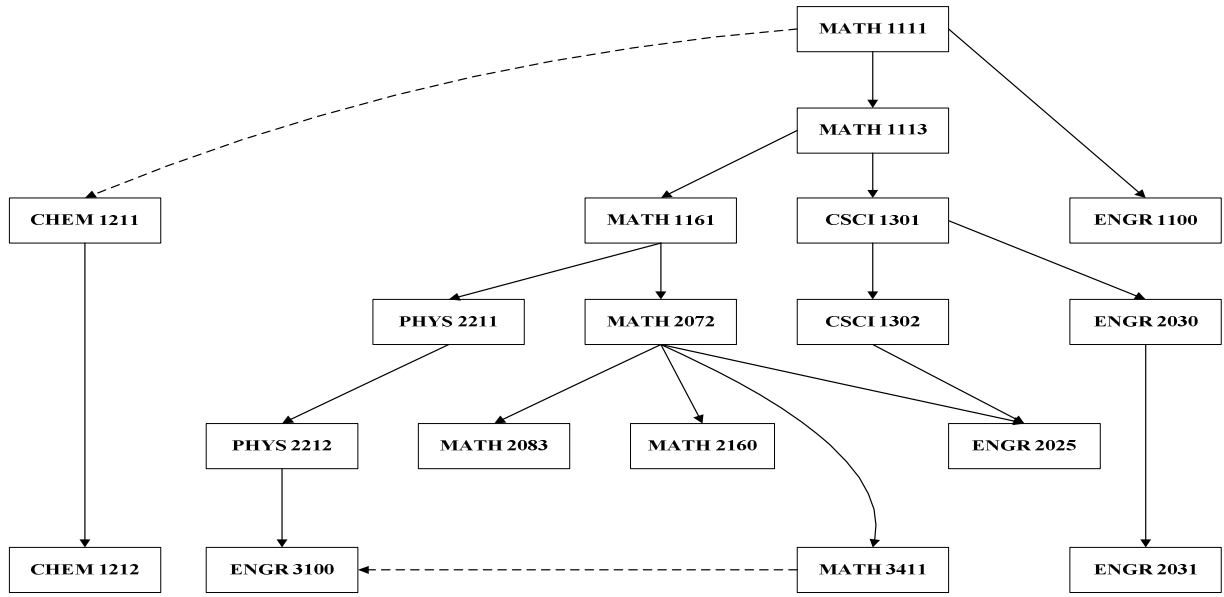 MATH 1111
MATH 1113
CHEM 1211
MATH 1161
CSCI 1301
ENGR 1100
PHYS 2211
MATH 2072
CSCI 1302
ENGR 2030
PHYS 2212
MATH 2083
MATH 2160
ENGR 2025
CHEM 1212
ENGR 3100
MATH 3411
ENGR 2031